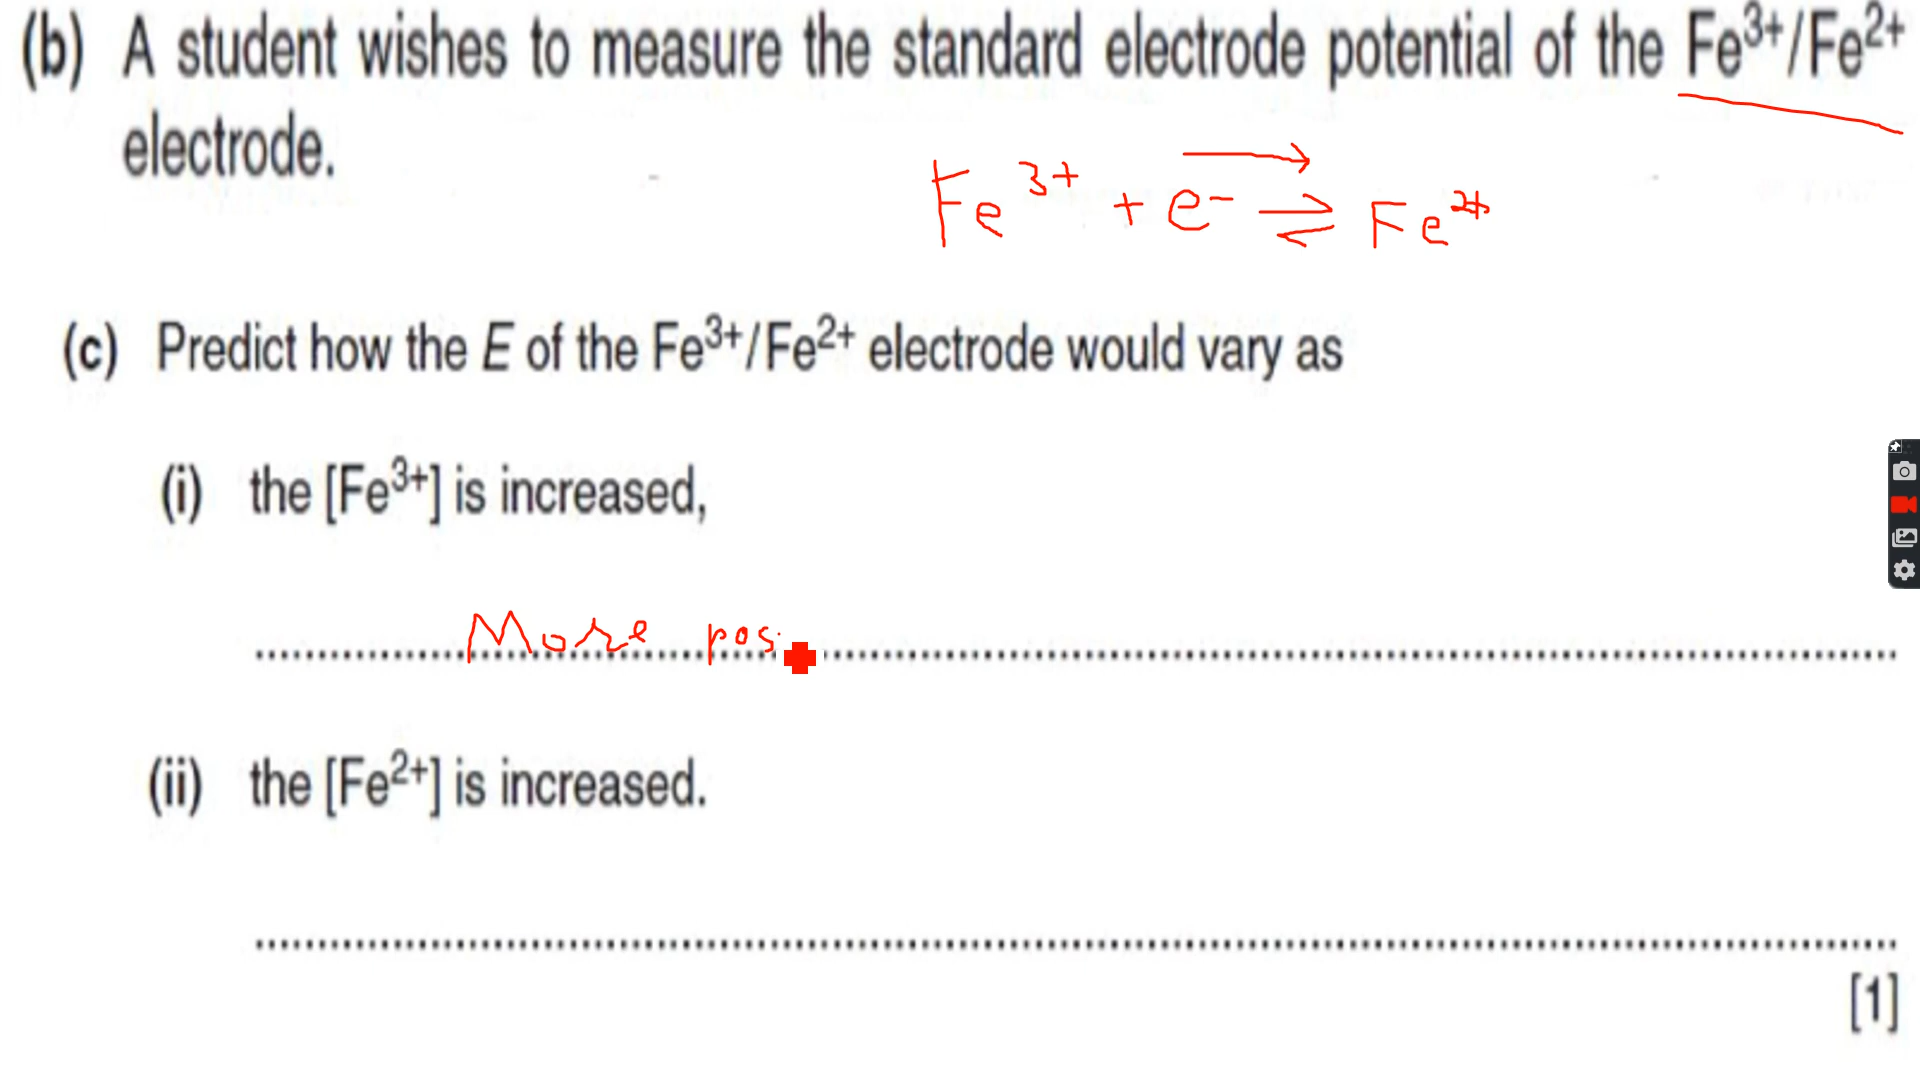 (b) A student wishes to measure the standard electrode potential of the Fe³⁺/Fe²⁺
electrode.
Fe³⁺ + e⁻ ⇌ Fe²⁺
(c) Predict how the E of the Fe³⁺/Fe²⁺ electrode would vary as
(i) the [Fe³⁺] is increased,
More pos
(ii) the [Fe²⁺] is increased.
[1]